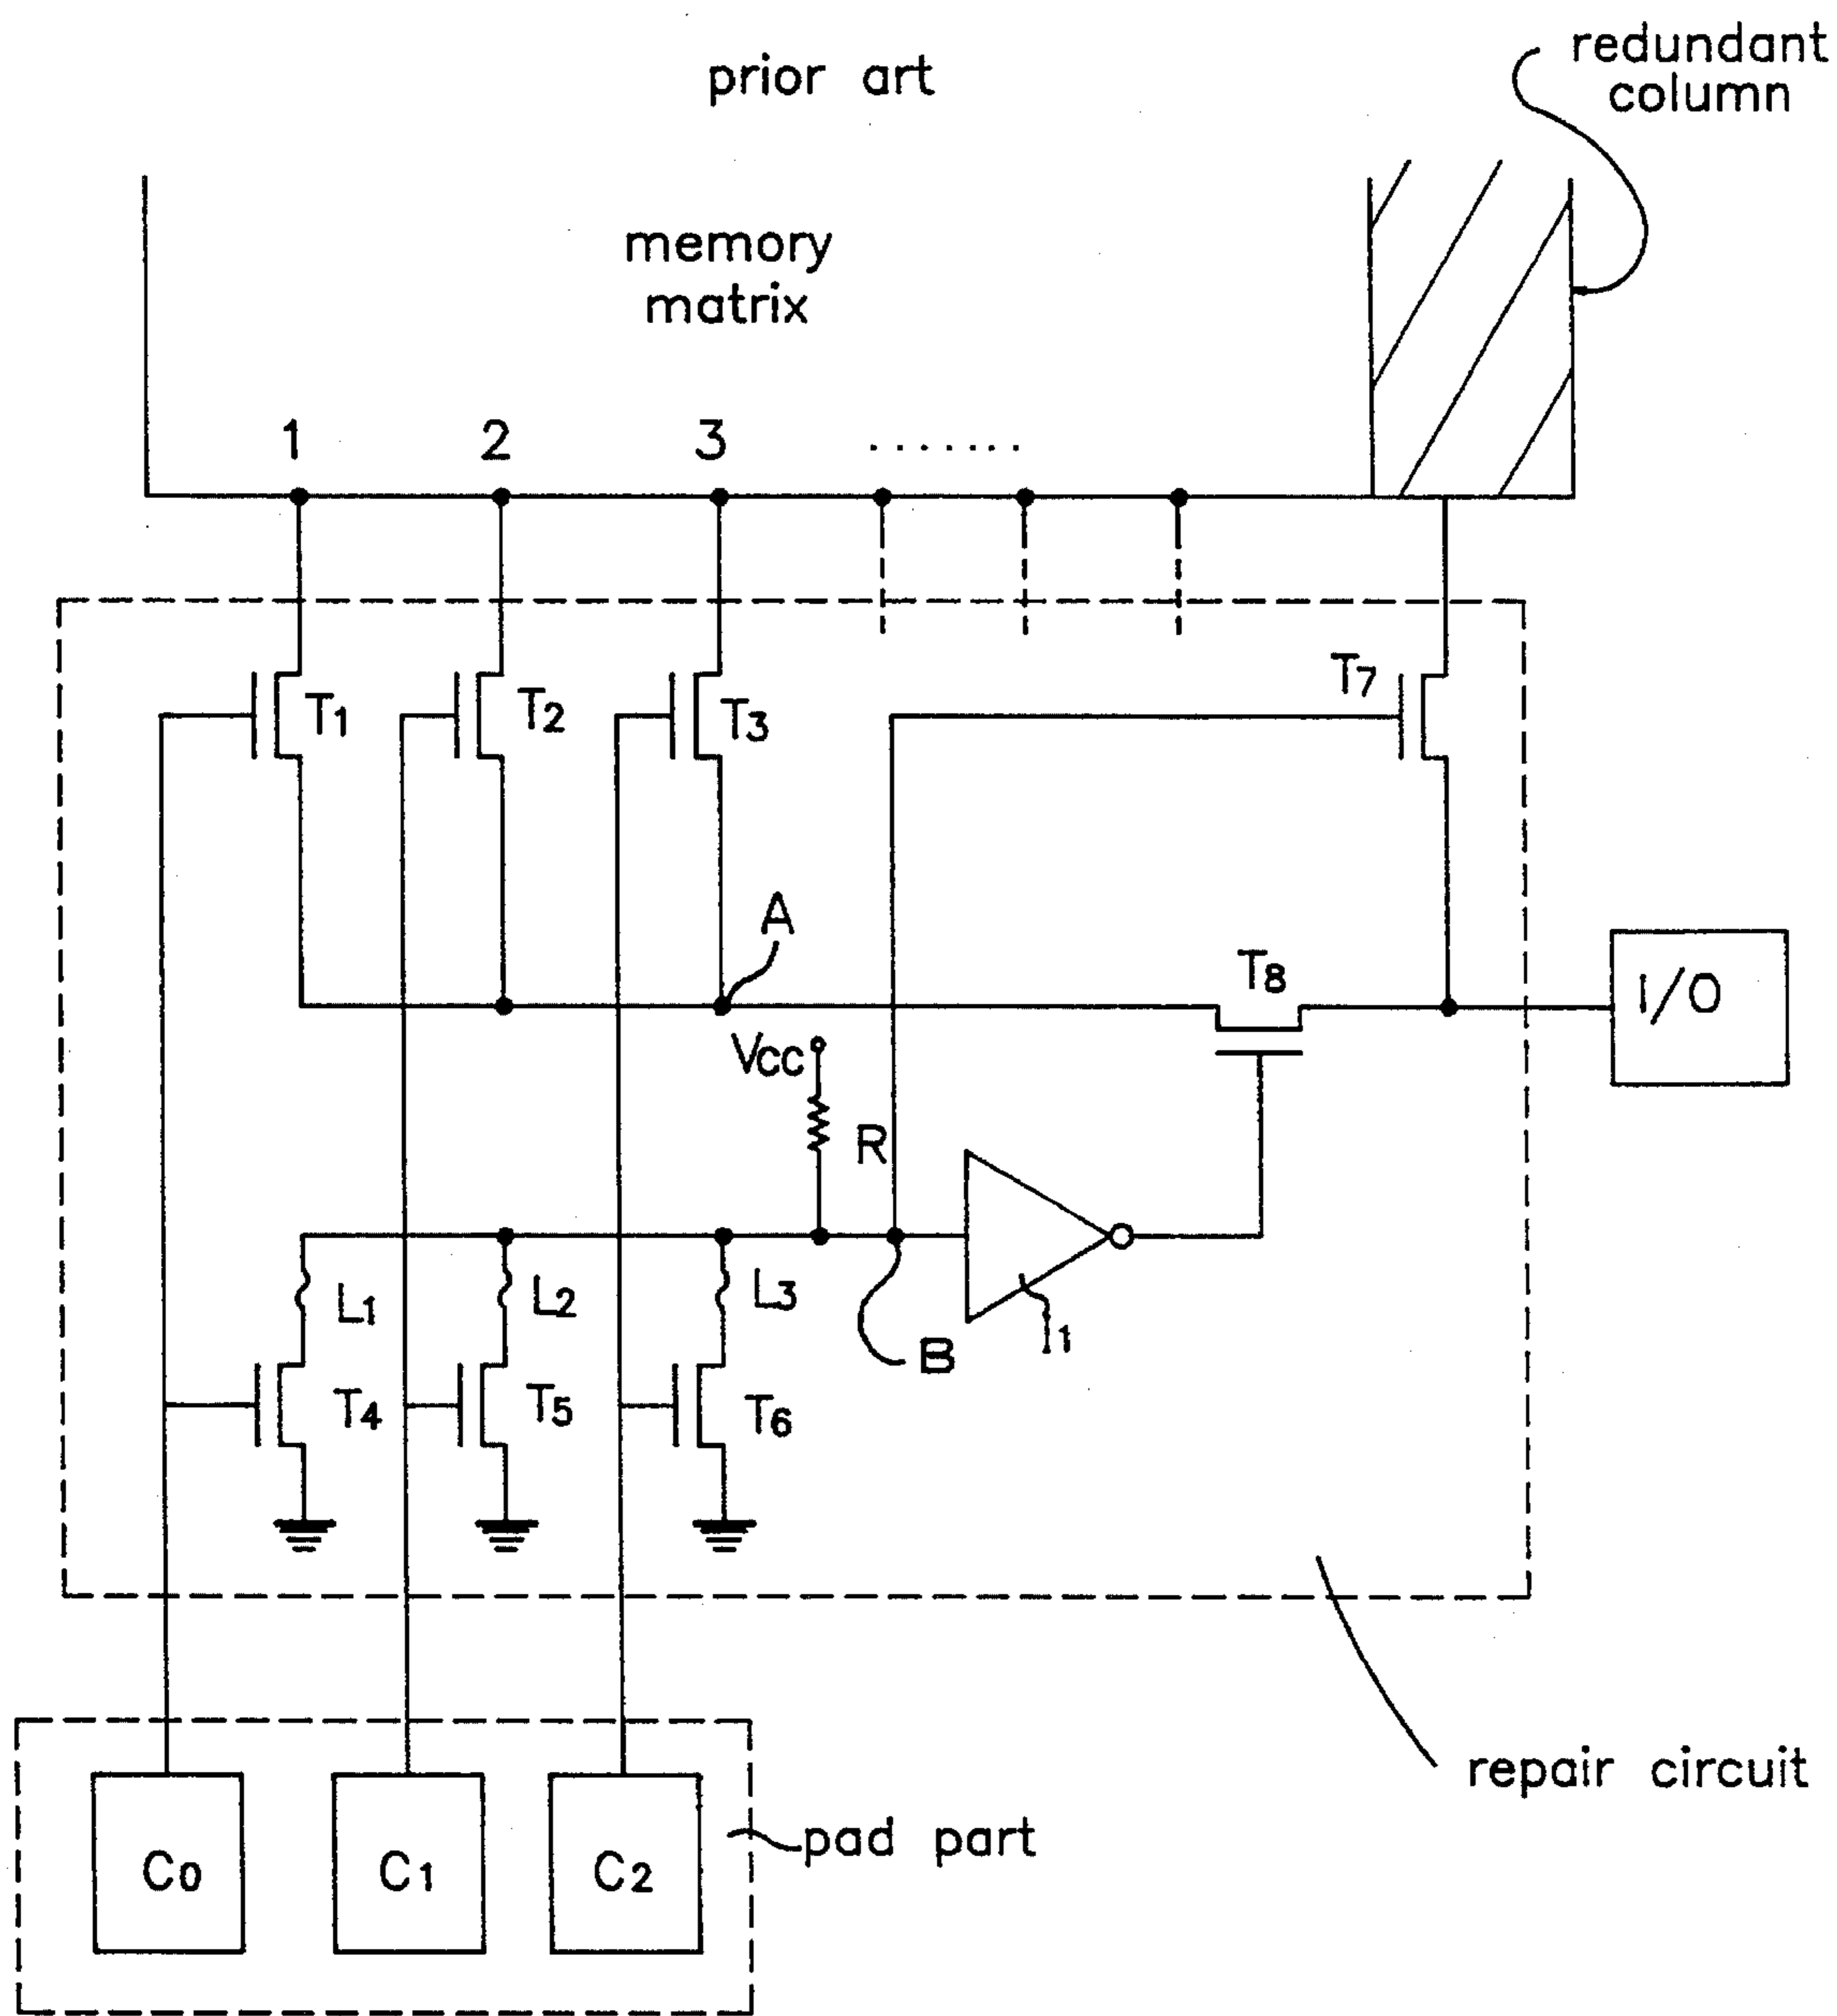 prior art
redundant
column
memory
matrix
1 2 3 .......
T1 T2 T3 T7
A
T8
I/O
Vcc
R
L1 L2 L3
B
I1
T4 T5 T6
repair circuit
pad part
C0 C1 C2